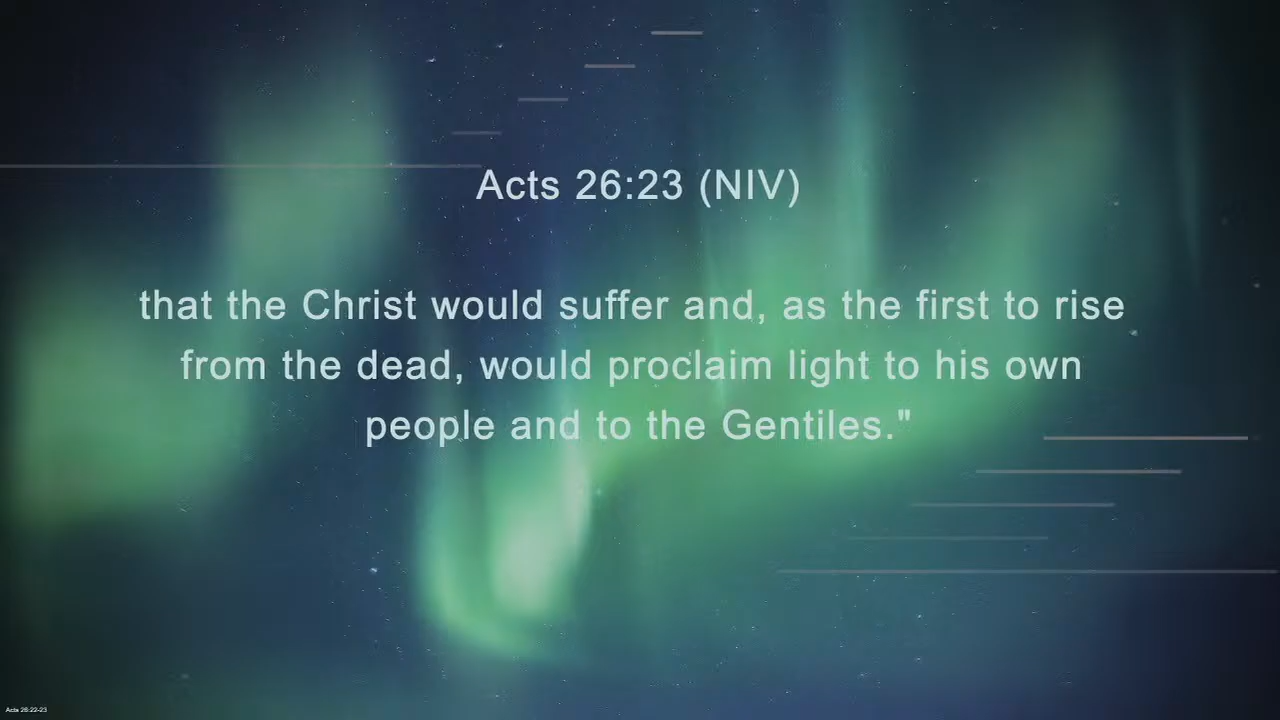 Acts 26:23 (NIV)
that the Christ would suffer and, as the first to rise
from the dead, would proclaim light to his own
people and to the Gentiles."
Acts 26:22-23